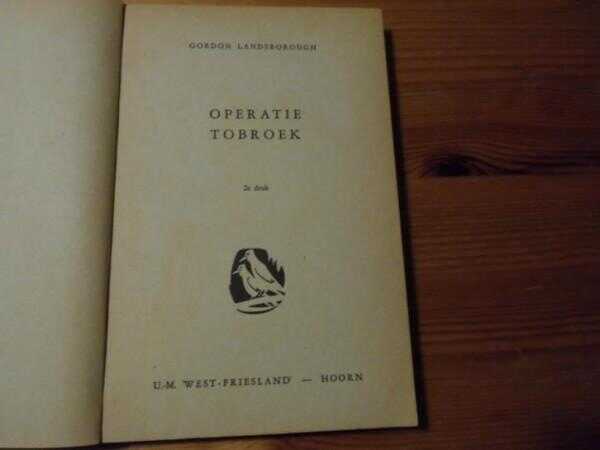 GORDON LANDSBOROUGH
OPERATIE
TOBROEK
2e druk
U.-M. 'WEST-FRIESLAND' — HOORN